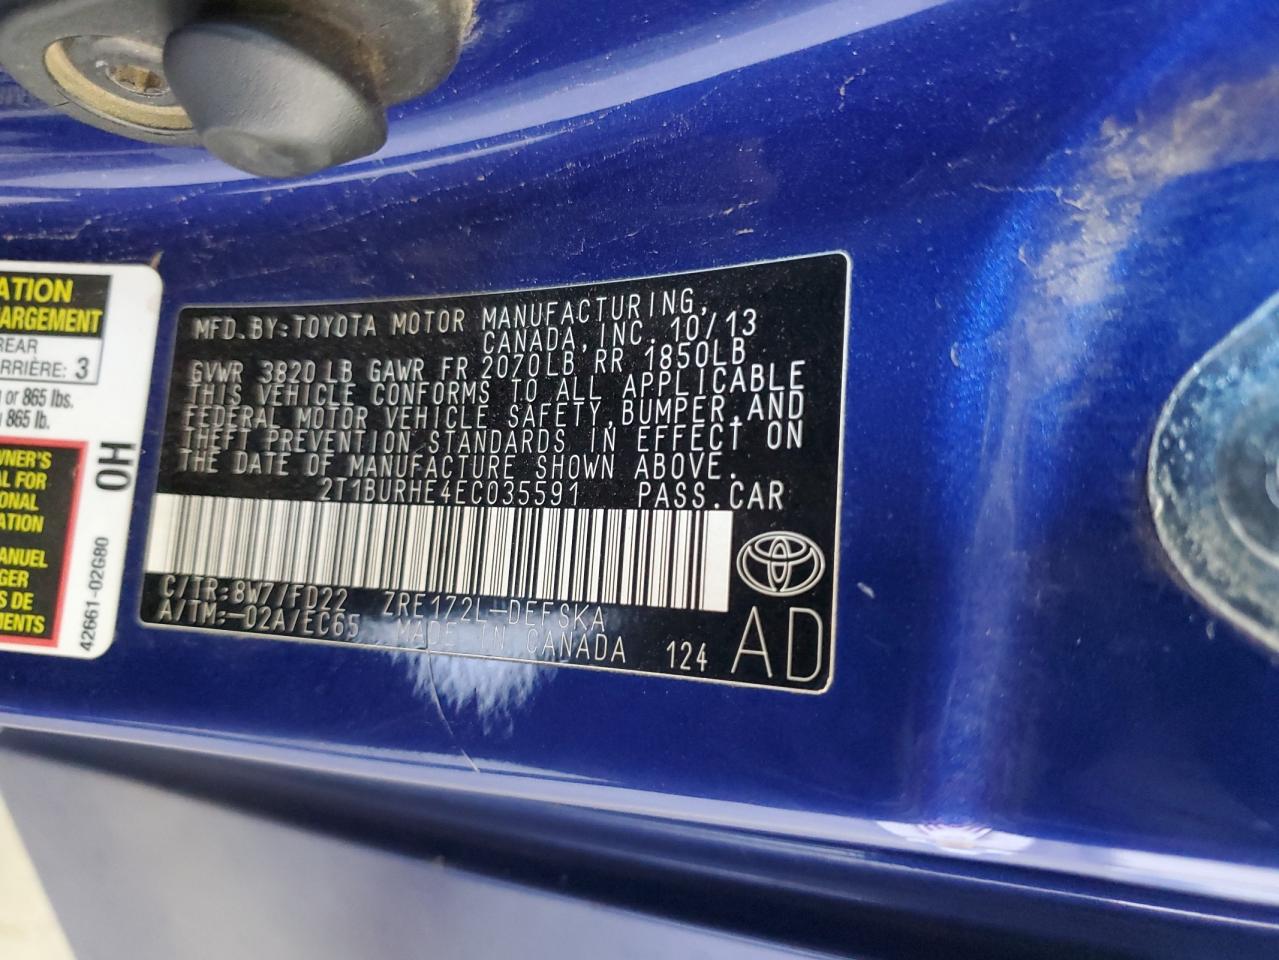 ATION
ARGEMENT
REAR
RRIÈRE: 3
or 865 lbs.
865 lb.
WNER'S
AL FOR
ONAL
ATION
ANUEL
GER
S DE
MENTS
42661-02G80
0H
MFD.BY:TOYOTA MOTOR MANUFACTURING,
CANADA,INC. 10/13
GVWR 3820 LB GAWR FR 2070LB RR 1850LB
THIS VEHICLE CONFORMS TO ALL APPLICABLE
FEDERAL MOTOR VEHICLE SAFETY,BUMPER,AND
THEFT PREVENTION STANDARDS IN EFFECT ON
THE DATE OF MANUFACTURE SHOWN ABOVE.
2T1BURHE4EC035591 PASS.CAR
C/TR:8W7/FD22 ZRE172L-DEFSKA
A/TM:-02A/EC65 MADE IN CANADA 124 AD